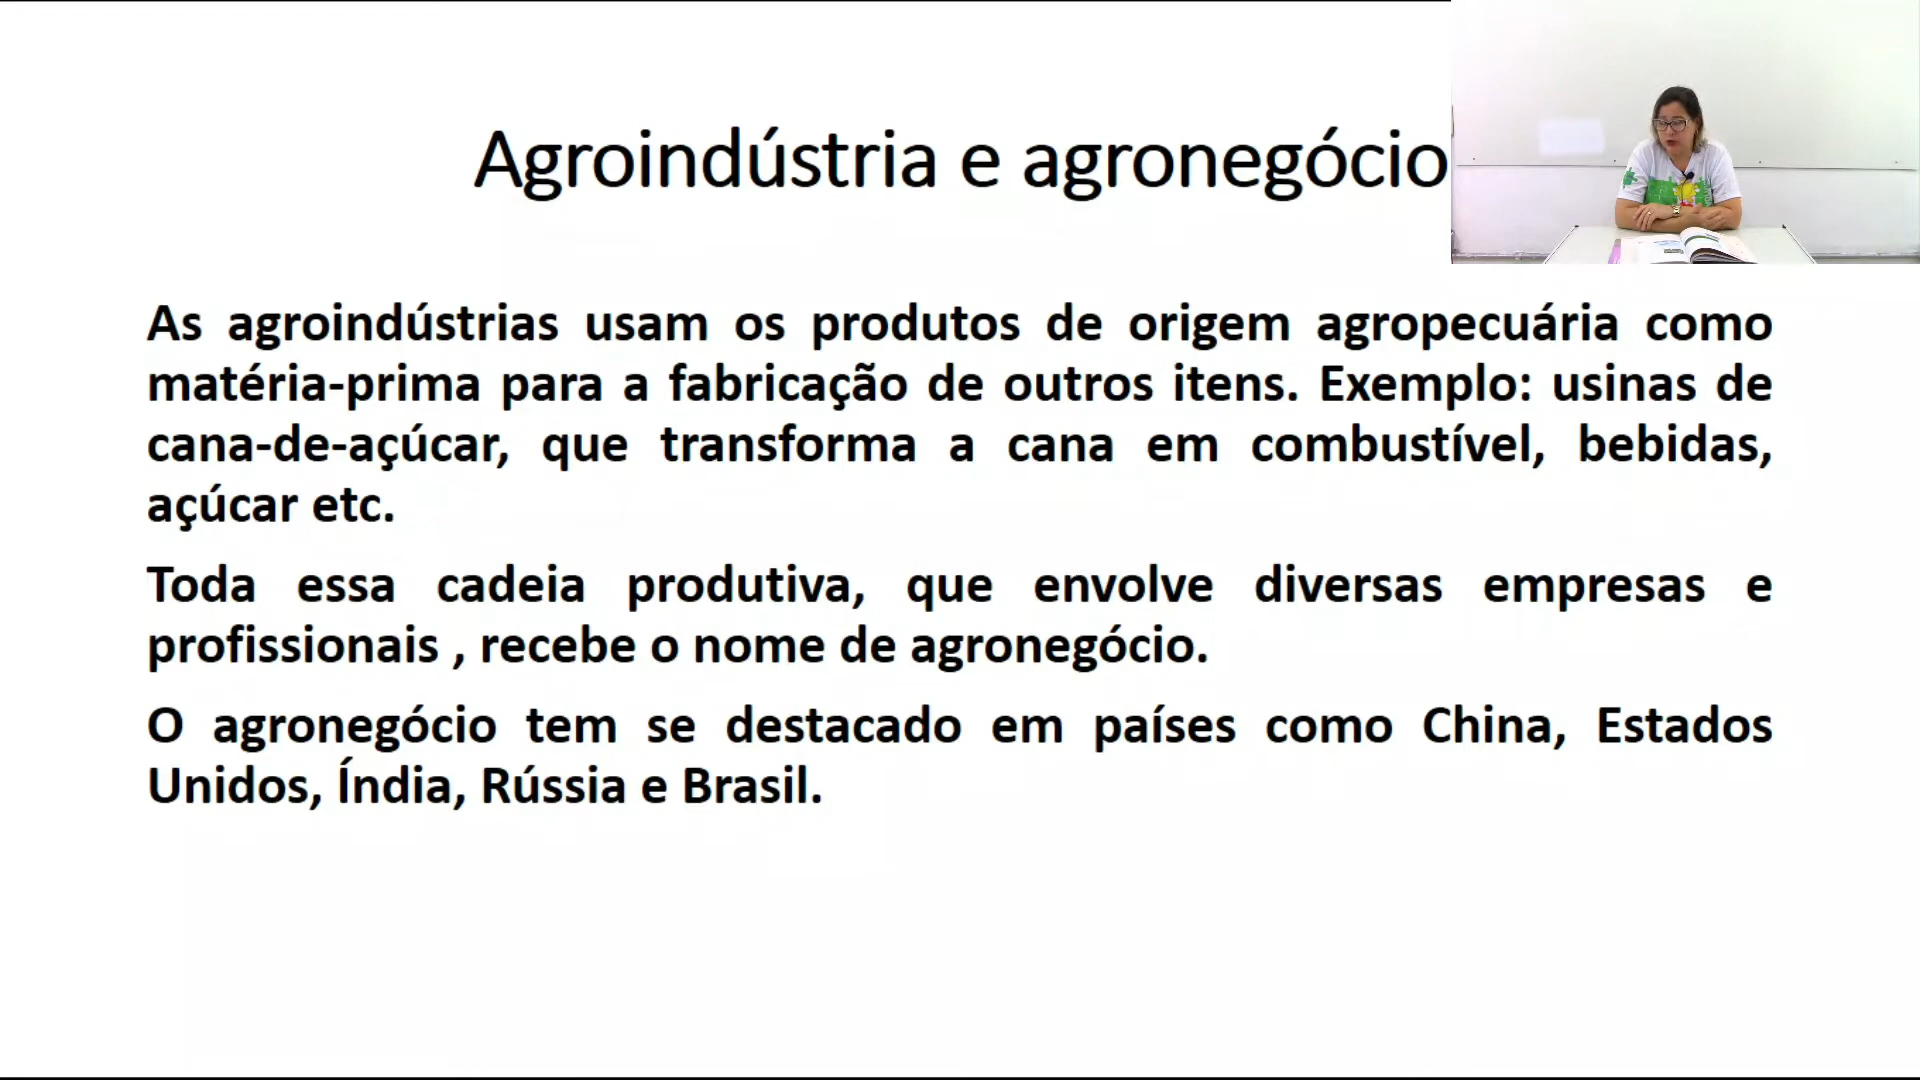 Agroindústria e agronegócio
As agroindústrias usam os produtos de origem agropecuária como
matéria-prima para a fabricação de outros itens. Exemplo: usinas de
cana-de-açúcar, que transforma a cana em combustível, bebidas,
açúcar etc.
Toda essa cadeia produtiva, que envolve diversas empresas e
profissionais , recebe o nome de agronegócio.
O agronegócio tem se destacado em países como China, Estados
Unidos, Índia, Rússia e Brasil.